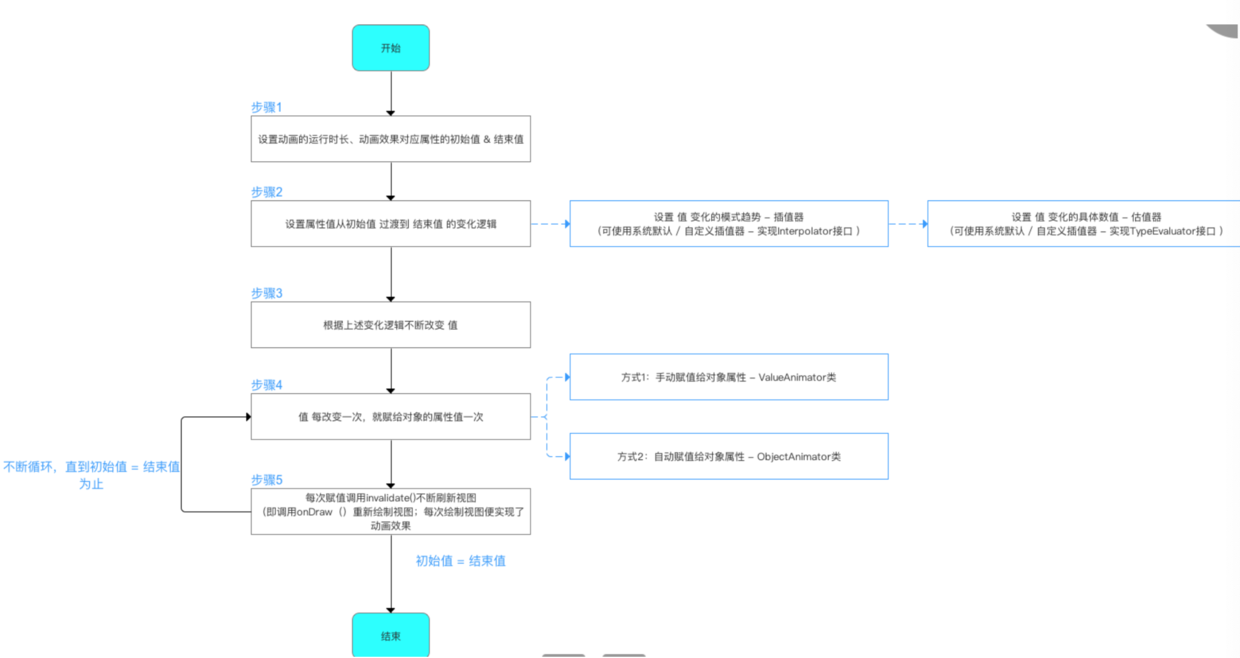 开始
步骤1
设置动画的运行时长、动画效果对应属性的初始值 & 结束值
步骤2
设置属性值从初始值 过渡到 结束值 的变化逻辑
设置 值 变化的模式趋势 – 插值器
（可使用系统默认 / 自定义插值器 – 实现Interpolator接口 ）
设置 值 变化的具体数值 – 估值器
（可使用系统默认 / 自定义插值器 – 实现TypeEvaluator接口 ）
步骤3
根据上述变化逻辑不断改变 值
步骤4
值 每改变一次，就赋给对象的属性值一次
方式1：手动赋值给对象属性 – ValueAnimator类
方式2：自动赋值给对象属性 – ObjectAnimator类
不断循环，直到初始值 = 结束值
为止
步骤5
每次赋值调用invalidate()不断刷新视图
（即调用onDraw（）重新绘制视图；每次绘制视图便实现了
动画效果
初始值 = 结束值
结束